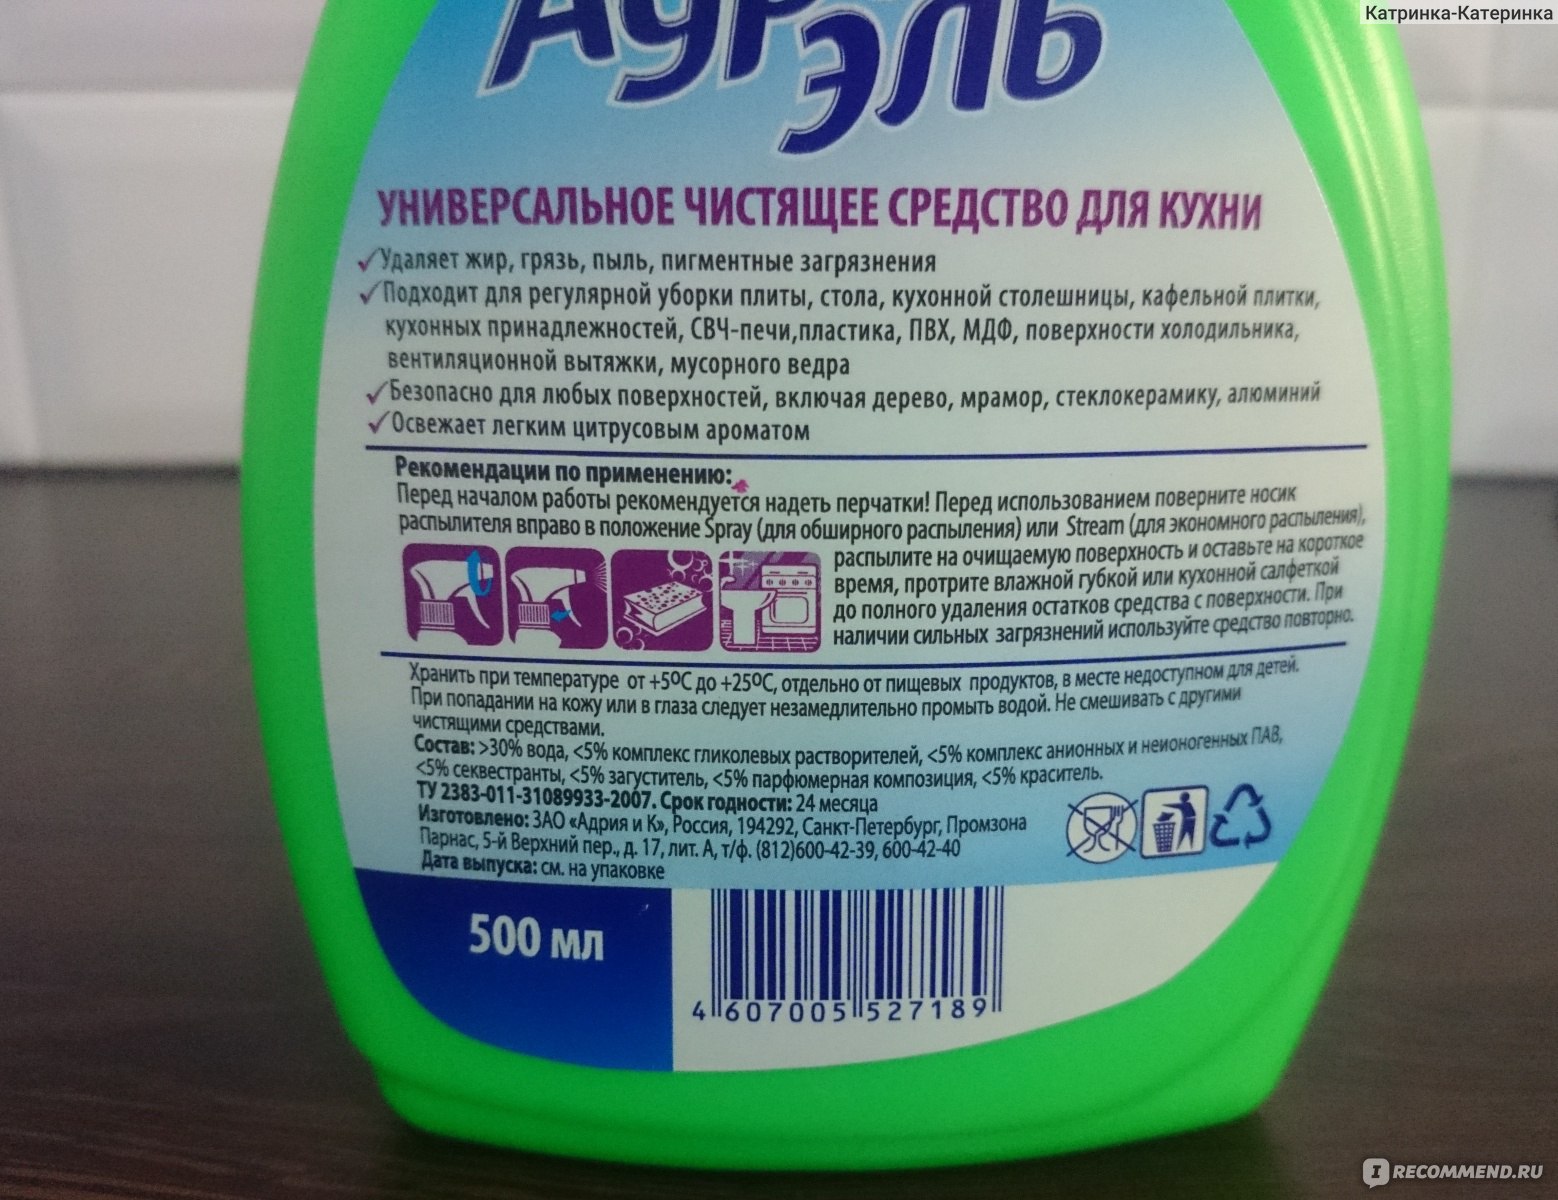 Катринка-Катеринка
эль
УНИВЕРСАЛЬНОЕ ЧИСТЯЩЕЕ СРЕДСТВО ДЛЯ КУХНИ
Удаляет жир, грязь, пыль, пигментные загрязнения
Подходит для регулярной уборки плиты, стола, кухонной столешницы, кафельной плитки,
кухонных принадлежностей, СВЧ-печи,пластика, ПВХ, МДФ, поверхности холодильника,
вентиляционной вытяжки, мусорного ведра
Безопасно для любых поверхностей, включая дерево, мрамор, стеклокерамику, алюминий
Освежает легким цитрусовым ароматом
Рекомендации по применению:
Перед началом работы рекомендуется надеть перчатки! Перед использованием поверните носик
распылителя вправо в положение Spray (для обширного распыления) или Stream (для экономного распыления),
распылите на очищаемую поверхность и оставьте на короткое
время, протрите влажной губкой или кухонной салфеткой
до полного удаления остатков средства с поверхности. При
наличии сильных загрязнений используйте средство повторно.
Хранить при температуре от +5ºС до +25ºС, отдельно от пищевых продуктов, в месте недоступном для детей.
При попадании на кожу или в глаза следует незамедлительно промыть водой. Не смешивать с другими
чистящими средствами.
Состав: >30% вода, <5% комплекс гликолевых растворителей, <5% комплекс анионных и неионогенных ПАВ,
<5% секвестранты, <5% загуститель, <5% парфюмерная композиция, <5% краситель.
ТУ 2383-011-31089933-2007. Срок годности: 24 месяца
Изготовлено: ЗАО «Адрия и К», Россия, 194292, Санкт-Петербург, Промзона
Парнас, 5-й Верхний пер., д. 17, лит. А, т/ф. (812)600-42-39, 600-42-40
Дата выпуска: см. на упаковке
500 мл
4 607005 527189
IRECOMMEND.RU